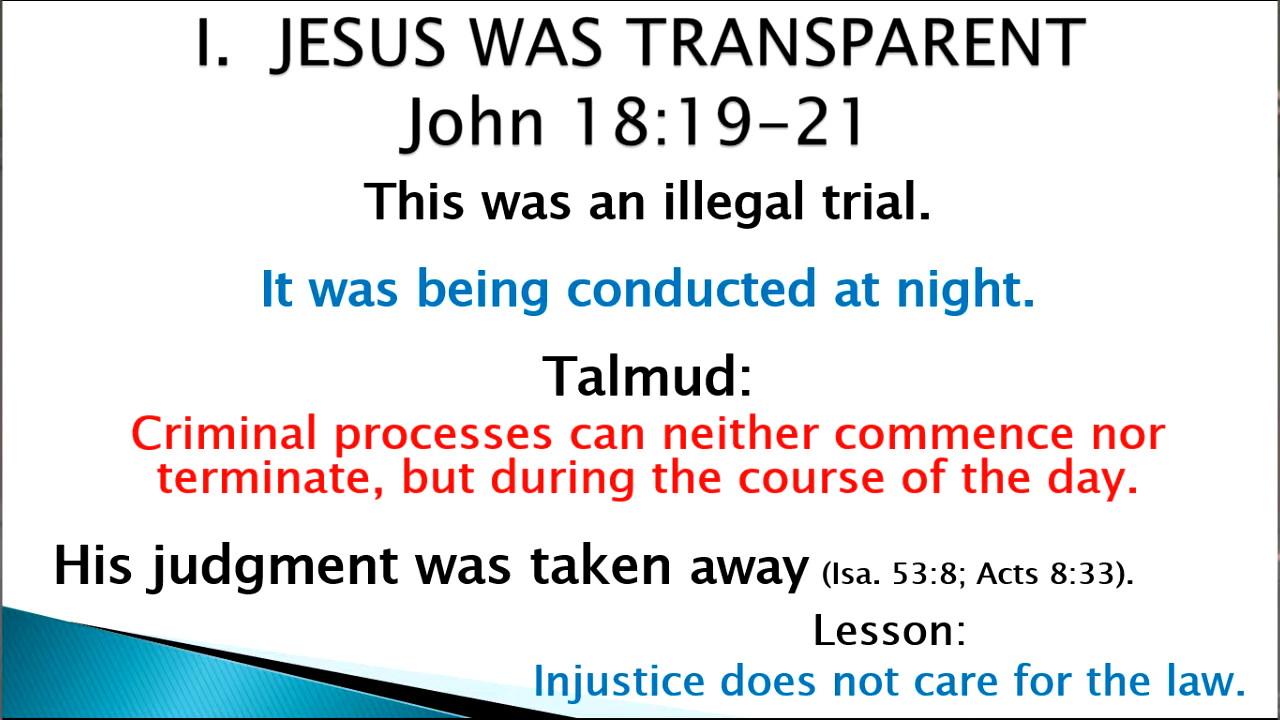 I. JESUS WAS TRANSPARENT
John 18:19-21
This was an illegal trial.
It was being conducted at night.
Talmud:
Criminal processes can neither commence nor
terminate, but during the course of the day.
His judgment was taken away (Isa. 53:8; Acts 8:33).
Lesson:
Injustice does not care for the law.